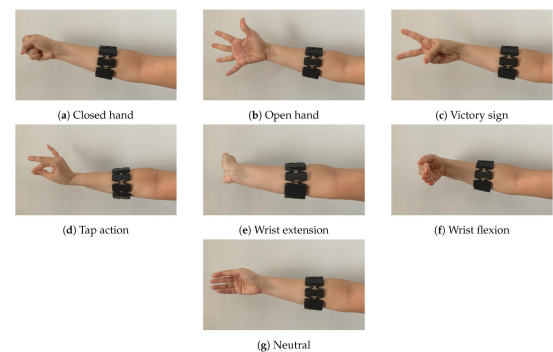 (a) Closed hand
(b) Open hand
(c) Victory sign
(d) Tap action
(e) Wrist extension
(f) Wrist flexion
(g) Neutral